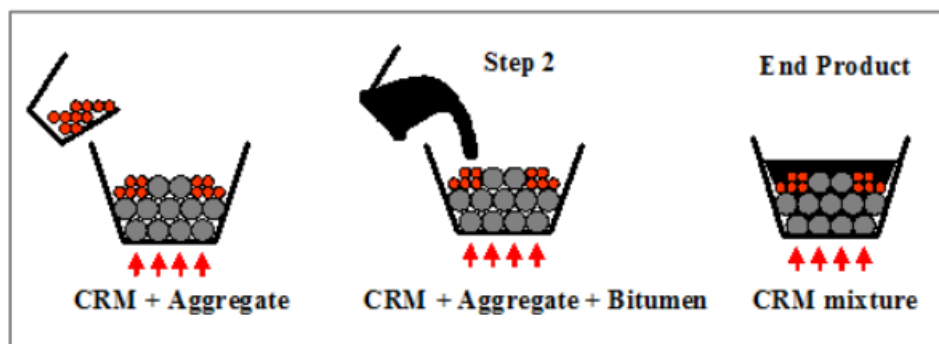 Step 2
End Product
CRM + Aggregate
CRM + Aggregate + Bitumen
CRM mixture